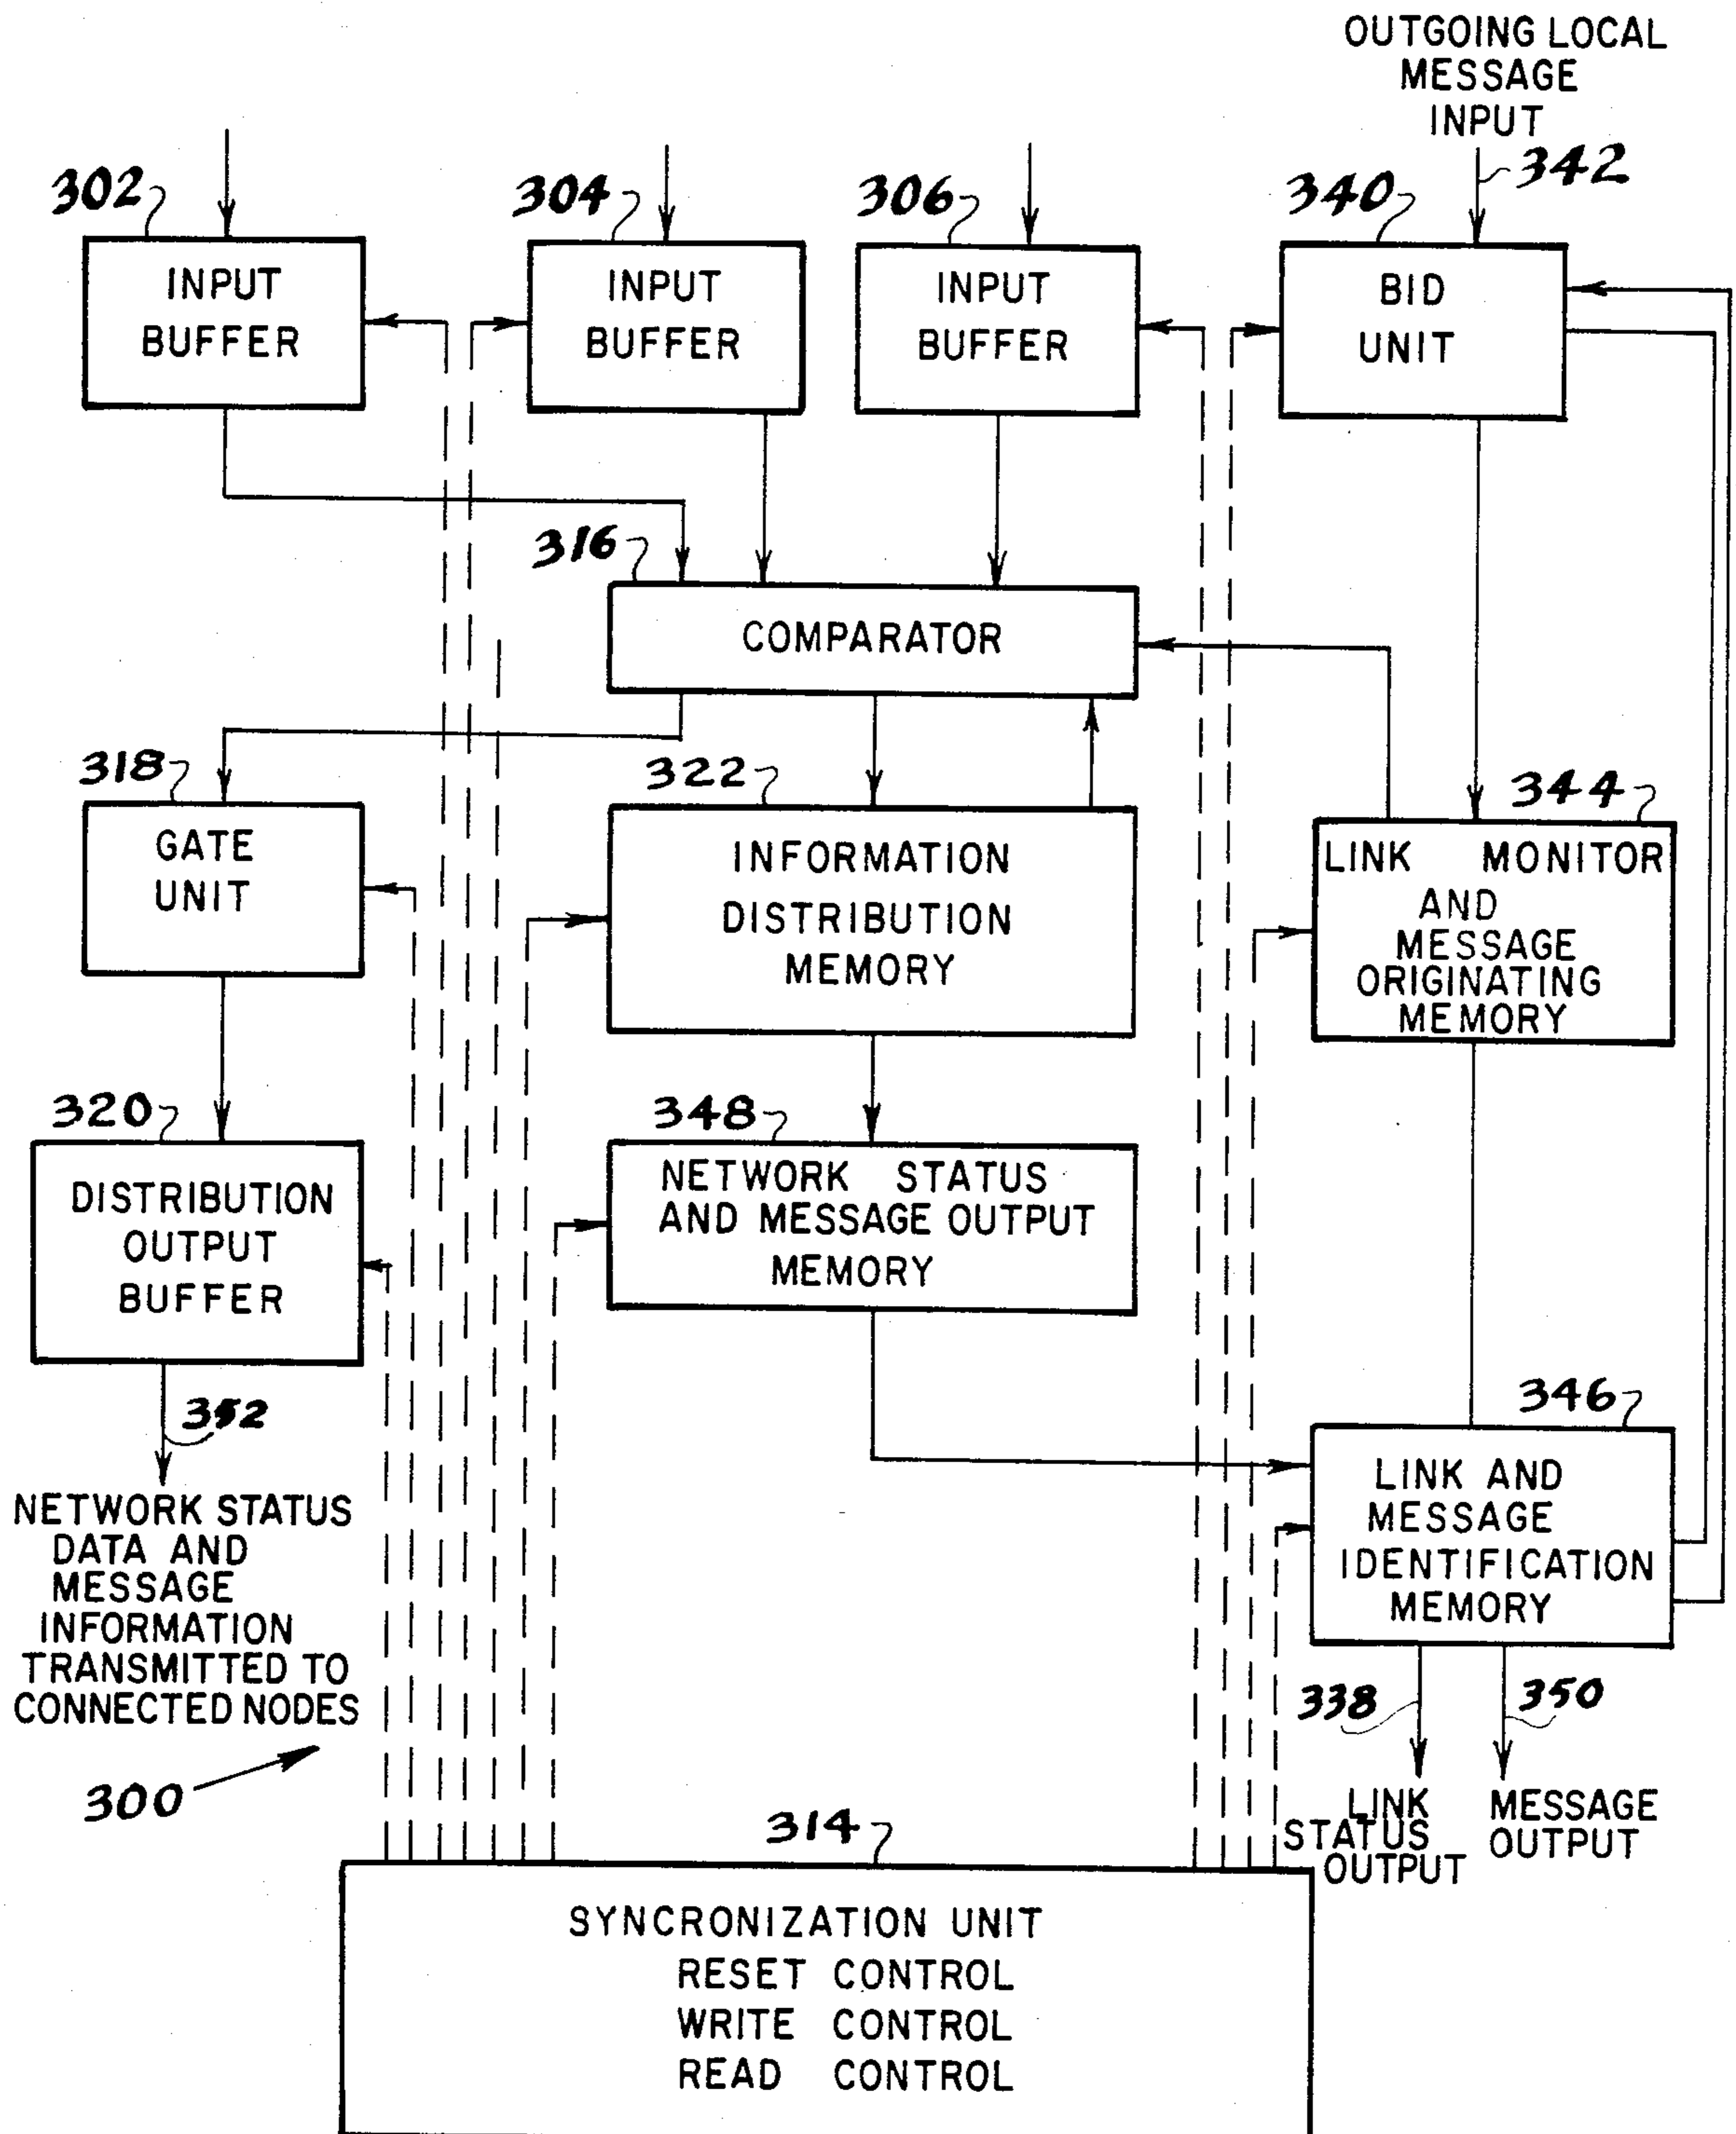 OUTGOING LOCAL
MESSAGE
INPUT
342
302
304
306
340
INPUT
BUFFER
INPUT
BUFFER
INPUT
BUFFER
BID
UNIT
316
COMPARATOR
318
322
344
GATE
UNIT
INFORMATION
DISTRIBUTION
MEMORY
LINK MONITOR
AND
MESSAGE
ORIGINATING
MEMORY
320
348
DISTRIBUTION
OUTPUT
BUFFER
NETWORK STATUS
AND MESSAGE OUTPUT
MEMORY
352
346
NETWORK STATUS
DATA AND
MESSAGE
INFORMATION
TRANSMITTED TO
CONNECTED NODES
LINK AND
MESSAGE
IDENTIFICATION
MEMORY
338
350
300
LINK
STATUS
OUTPUT
MESSAGE
OUTPUT
314
SYNCRONIZATION UNIT
RESET CONTROL
WRITE CONTROL
READ CONTROL